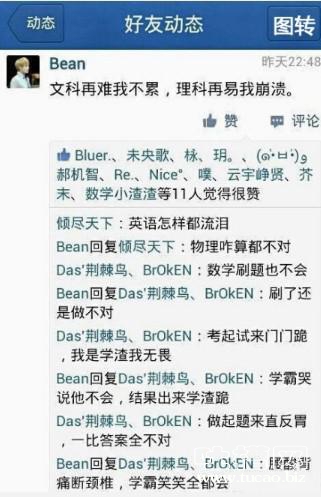 动态
好友动态
图转
Bean
昨天22:48
文科再难我不累，理科再易我崩溃。
赞
评论
Bluer.、未央歌、柡、玥。、(๑•̀ㅂ•́)و
郝机智、Re.、Nice°、噗、云宇峥贤、芥
末、数学小渣渣等11人觉得很赞
倾尽天下：英语怎样都流泪
Bean回复倾尽天下：物理咋算都不对
Das'荆棘鸟、BrOkEN：数学刷题也不会
Bean回复Das'荆棘鸟、BrOkEN：刷了还
是做不对
Das'荆棘鸟、BrOkEN：考起试来门门跪
，我是学渣我无畏
Bean回复Das'荆棘鸟、BrOkEN：学霸哭
说他不会，结果出来学渣跪
Das'荆棘鸟、BrOkEN：做起题来直反胃
，一比答案全不对
Bean回复Das'荆棘鸟、BrOkEN：腰酸背
痛断颈椎，学霸笑笑全都会
www.tucao.bz